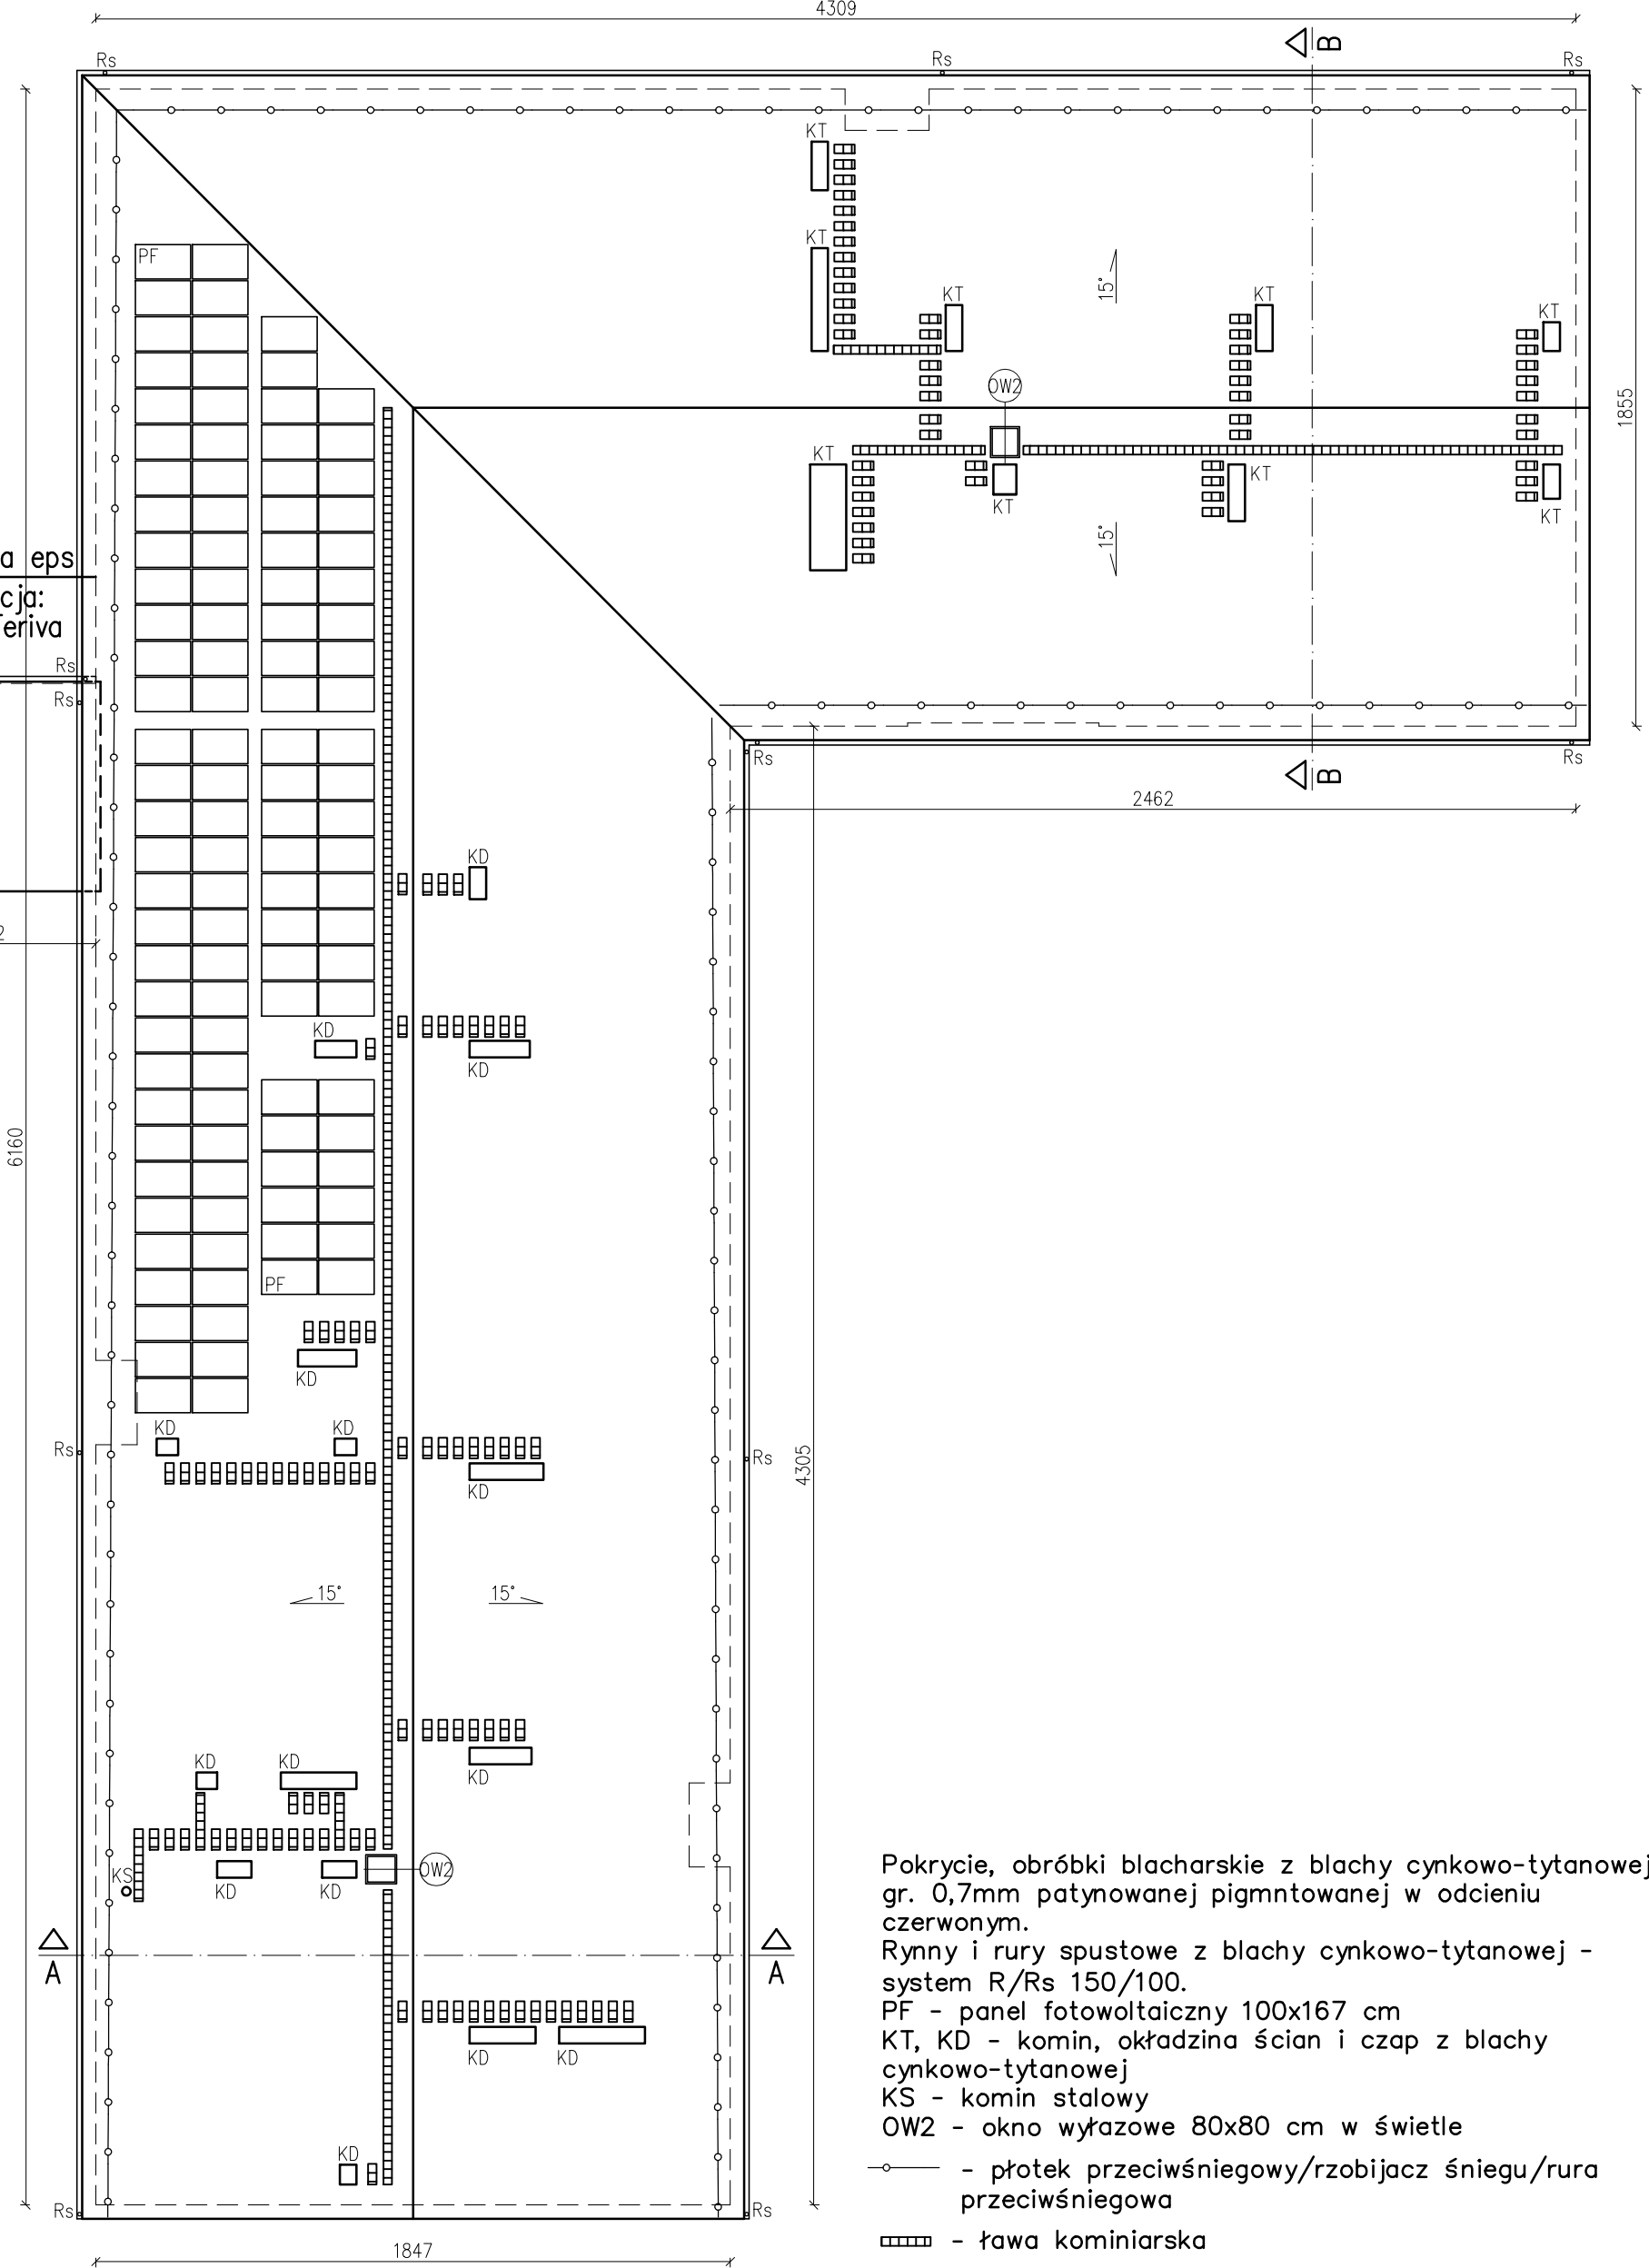 4309
B
Rs
Rs
Rs
KT
PF
KT
15°
KT
KT
KT
OW2
1855
KT
KT
KT
KT
15°
a eps
cja:
Teriva
Rs
Rs
Rs
Rs
B
2462
KD
KD
KD
6160
PF
KD
KD
KD
Rs
Rs
4305
KD
15°
15°
KD
KD
KD
KS
KD
KD
OW2
A
A
KD
KD
KD
Rs
Rs
1847
Pokrycie, obróbki blacharskie z blachy cynkowo-tytanowej
gr. 0,7mm patynowanej pigmntowanej w odcieniu
czerwonym.
Rynny i rury spustowe z blachy cynkowo-tytanowej -
system R/Rs 150/100.
PF - panel fotowoltaiczny 100x167 cm
KT, KD - komin, okładzina ścian i czap z blachy
cynkowo-tytanowej
KS - komin stalowy
OW2 - okno wyłazowe 80x80 cm w świetle
- płotek przeciwśniegowy/rzobijacz śniegu/rura
przeciwśniegowa
- ława kominiarska